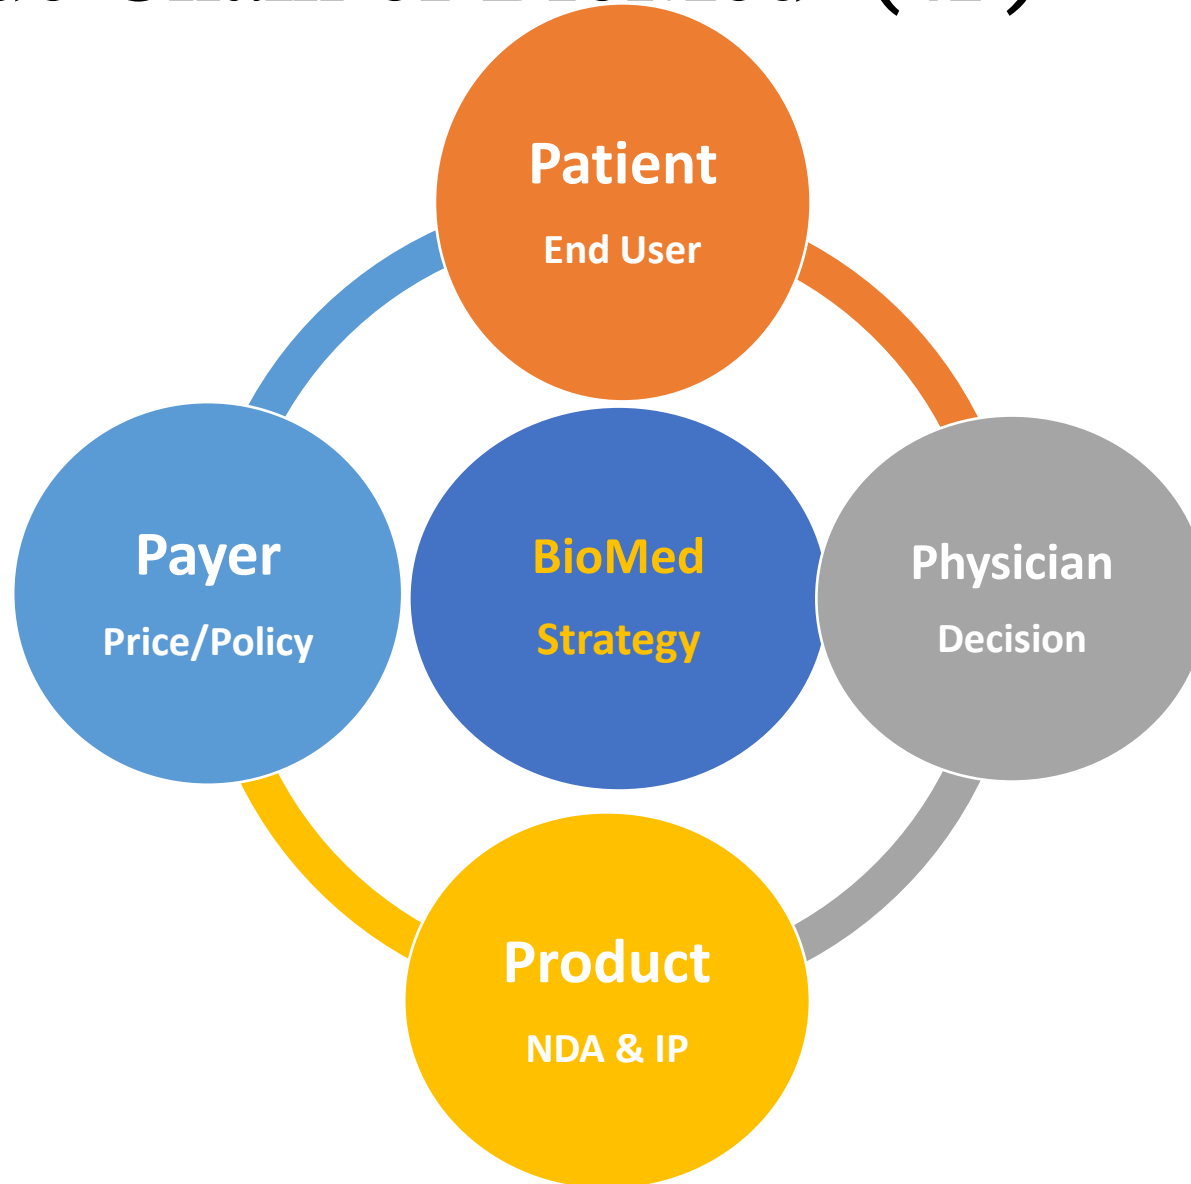 Patient
End User
Payer
Price/Policy
BioMed
Strategy
Physician
Decision
Product
NDA & IP